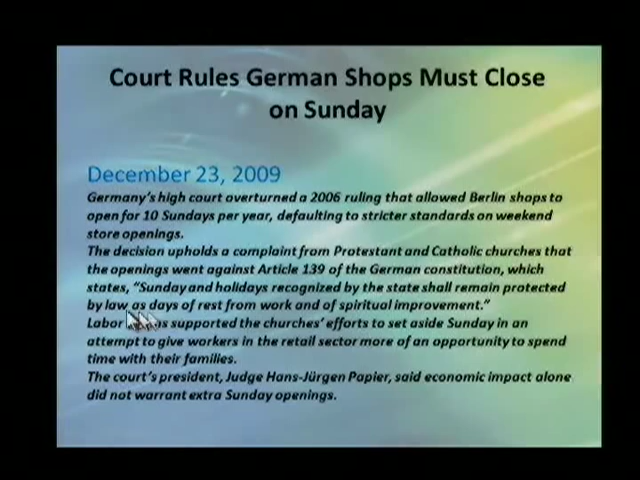 Court Rules German Shops Must Close
on Sunday
December 23, 2009
Germany's high court overturned a 2006 ruling that allowed Berlin shops to
open for 10 Sundays per year, defaulting to stricter standards on weekend
store openings.
The decision upholds a complaint from Protestant and Catholic churches that
the openings went against Article 139 of the German constitution, which
states, "Sunday and holidays recognized by the state shall remain protected
by law as days of rest from work and of spiritual improvement."
Labor supported the churches' efforts to set aside Sunday in an
attempt to give workers in the retail sector more of an opportunity to spend
time with their families.
The court's president, Judge Hans-Jürgen Papier, said economic impact alone
did not warrant extra Sunday openings.